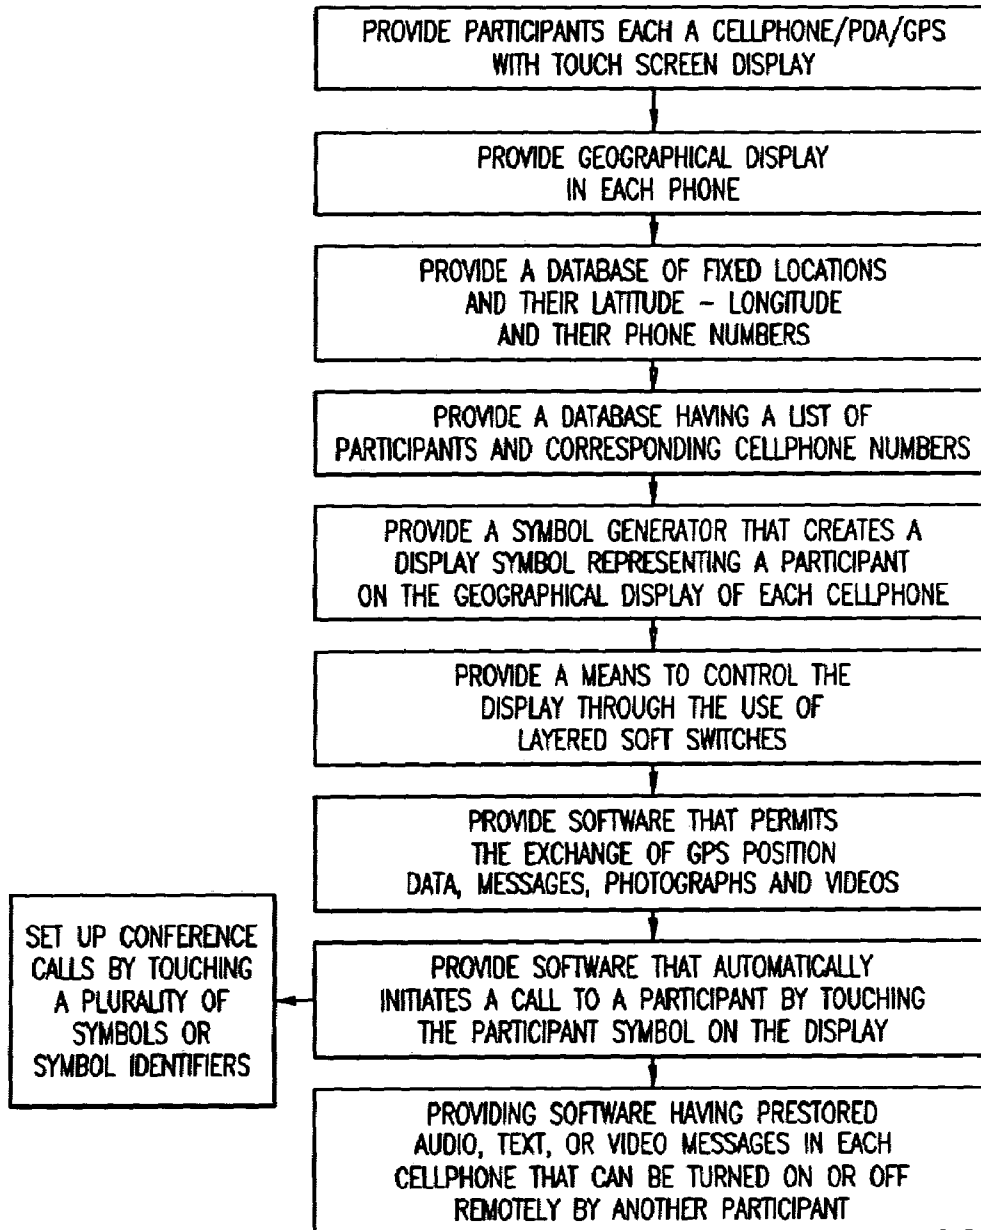 PROVIDE PARTICIPANTS EACH A CELLPHONE/PDA/GPS
WITH TOUCH SCREEN DISPLAY
PROVIDE GEOGRAPHICAL DISPLAY
IN EACH PHONE
PROVIDE A DATABASE OF FIXED LOCATIONS
AND THEIR LATITUDE - LONGITUDE
AND THEIR PHONE NUMBERS
PROVIDE A DATABASE HAVING A LIST OF
PARTICIPANTS AND CORRESPONDING CELLPHONE NUMBERS
PROVIDE A SYMBOL GENERATOR THAT CREATES A
DISPLAY SYMBOL REPRESENTING A PARTICIPANT
ON THE GEOGRAPHICAL DISPLAY OF EACH CELLPHONE
PROVIDE A MEANS TO CONTROL THE
DISPLAY THROUGH THE USE OF
LAYERED SOFT SWITCHES
PROVIDE SOFTWARE THAT PERMITS
THE EXCHANGE OF GPS POSITION
DATA, MESSAGES, PHOTOGRAPHS AND VIDEOS
PROVIDE SOFTWARE THAT AUTOMATICALLY
INITIATES A CALL TO A PARTICIPANT BY TOUCHING
THE PARTICIPANT SYMBOL ON THE DISPLAY
SET UP CONFERENCE
CALLS BY TOUCHING
A PLURALITY OF
SYMBOLS OR
SYMBOL IDENTIFIERS
PROVIDING SOFTWARE HAVING PRESTORED
AUDIO, TEXT, OR VIDEO MESSAGES IN EACH
CELLPHONE THAT CAN BE TURNED ON OR OFF
REMOTELY BY ANOTHER PARTICIPANT